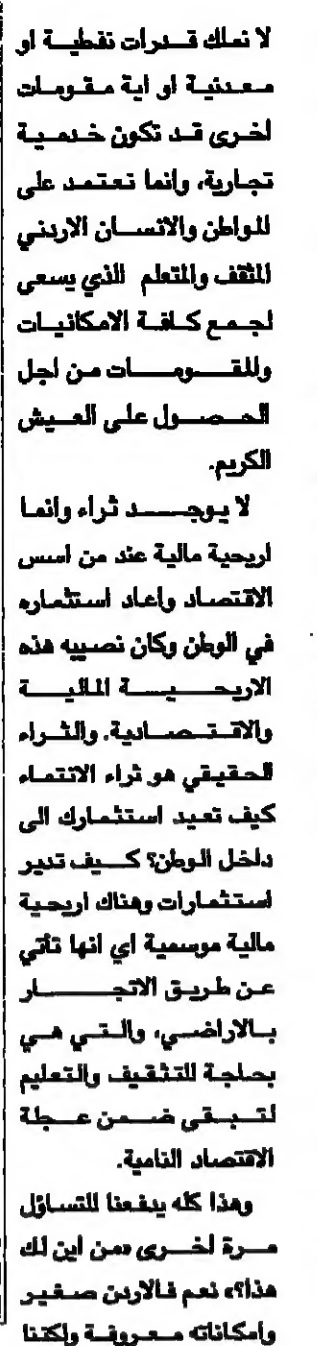 لا نملك قدرات نفطية او
معدنية او اية مقومات
اخرى قد تكون خدمية
تجارية، وانما نعتمد على
المواطن والانسان الاردني
المثقف والمتعلم الذي يسعى
لجمع كافة الامكانيات
والمقومات من اجل
الحصول على العيش
الكريم.
لا يوجد ثراء وانما
اريحية مالية عند من اسس
الاقتصاد واعاد استثماره
في الوطن وكان نصيبه هذه
الاريحية المالية
والاقتصادية. والثراء
الحقيقي هو ثراء الانتماء
كيف تعيد استثمارك الى
داخل الوطن؟ كيف تدير
استثمارات وهناك اريحية
مالية موسمية اي انها تأتي
عن طريق الاتجار
بالاراضي، والتي هي
بحاجة للتثقيف والتعليم
لتبقى ضمن عجلة
الاقتصاد النامية.
وهذا كله يدفعنا للتساؤل
مرة اخرى «من اين لك
هذا؟» نعم فالاردن صغير
وامكاناته معروفة ولكننا